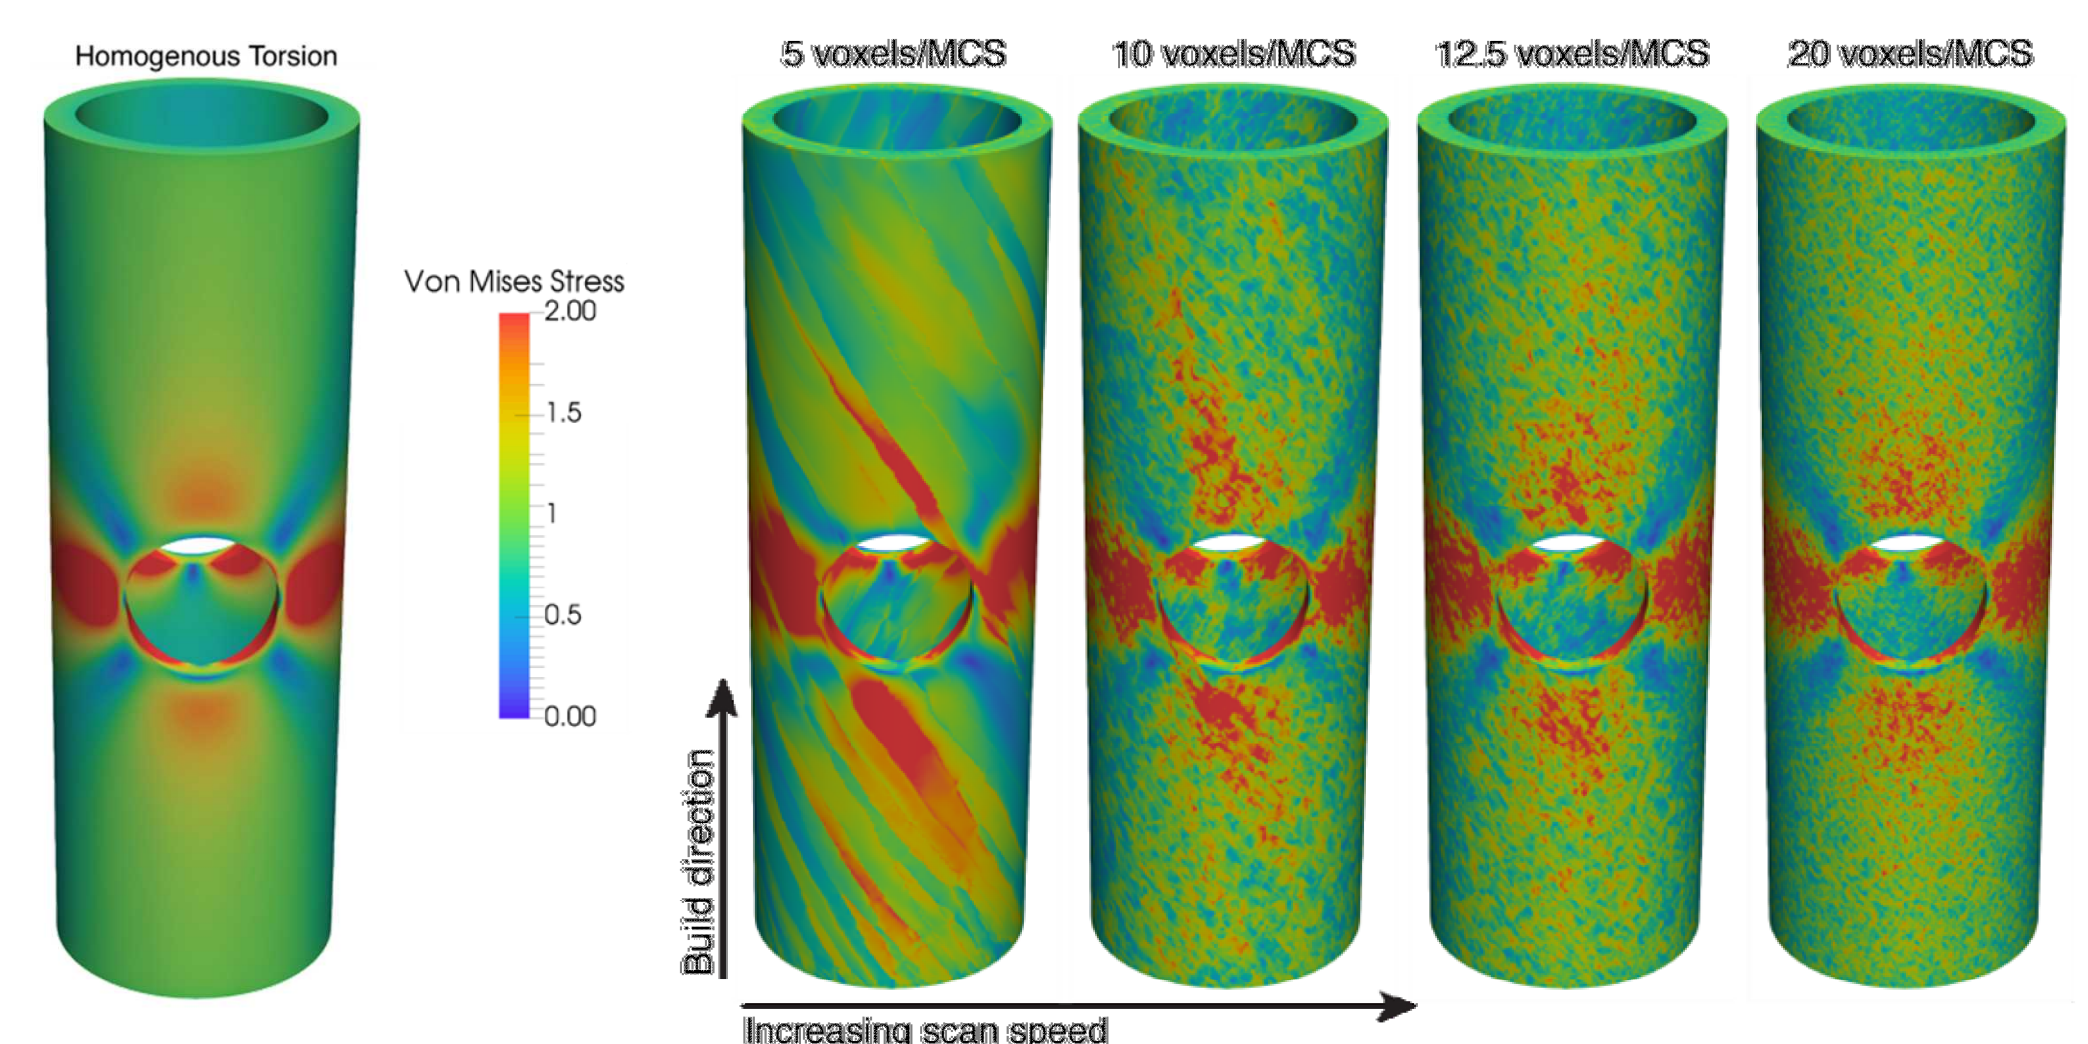 Homogenous Torsion
5 voxels/MCS
10 voxels/MCS
12.5 voxels/MCS
20 voxels/MCS
Von Mises Stress
2.00
1.5
1
0.5
0.00
Build direction
Increasing scan speed